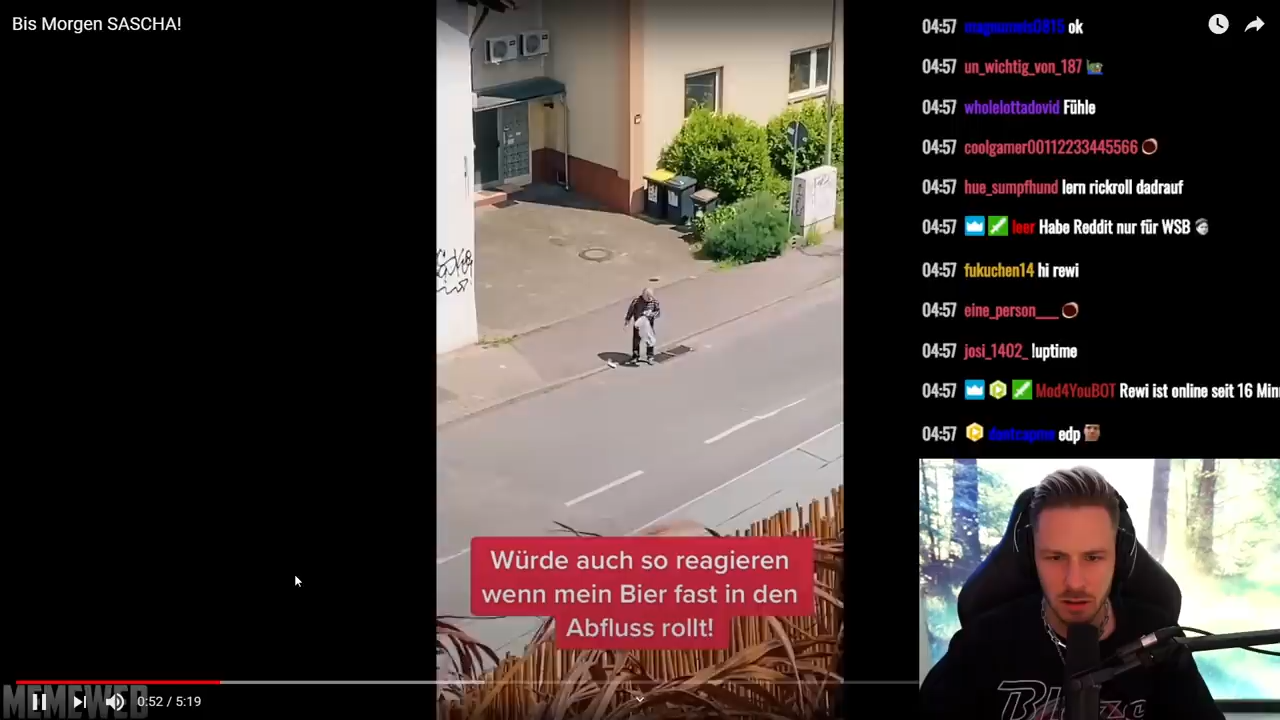 Bis Morgen SASCHA!
04:57 magnumwls0815 ok
04:57 un_wichtig_von_187
04:57 wholelottadovid Fühle
04:57 coolgamer00112233445566
04:57 hue_sumpfhund lern rickroll dadrauf
04:57 leer Habe Reddit nur für WSB
04:57 fukuchen14 hi rewi
04:57 eine_person___
04:57 josi_1402_ !uptime
04:57 Mod4YouBOT Rewi ist online seit 16 Min
04:57 edp
Würde auch so reagieren
wenn mein Bier fast in den
Abfluss rollt!
MEMEWEB
0:52 / 5:19